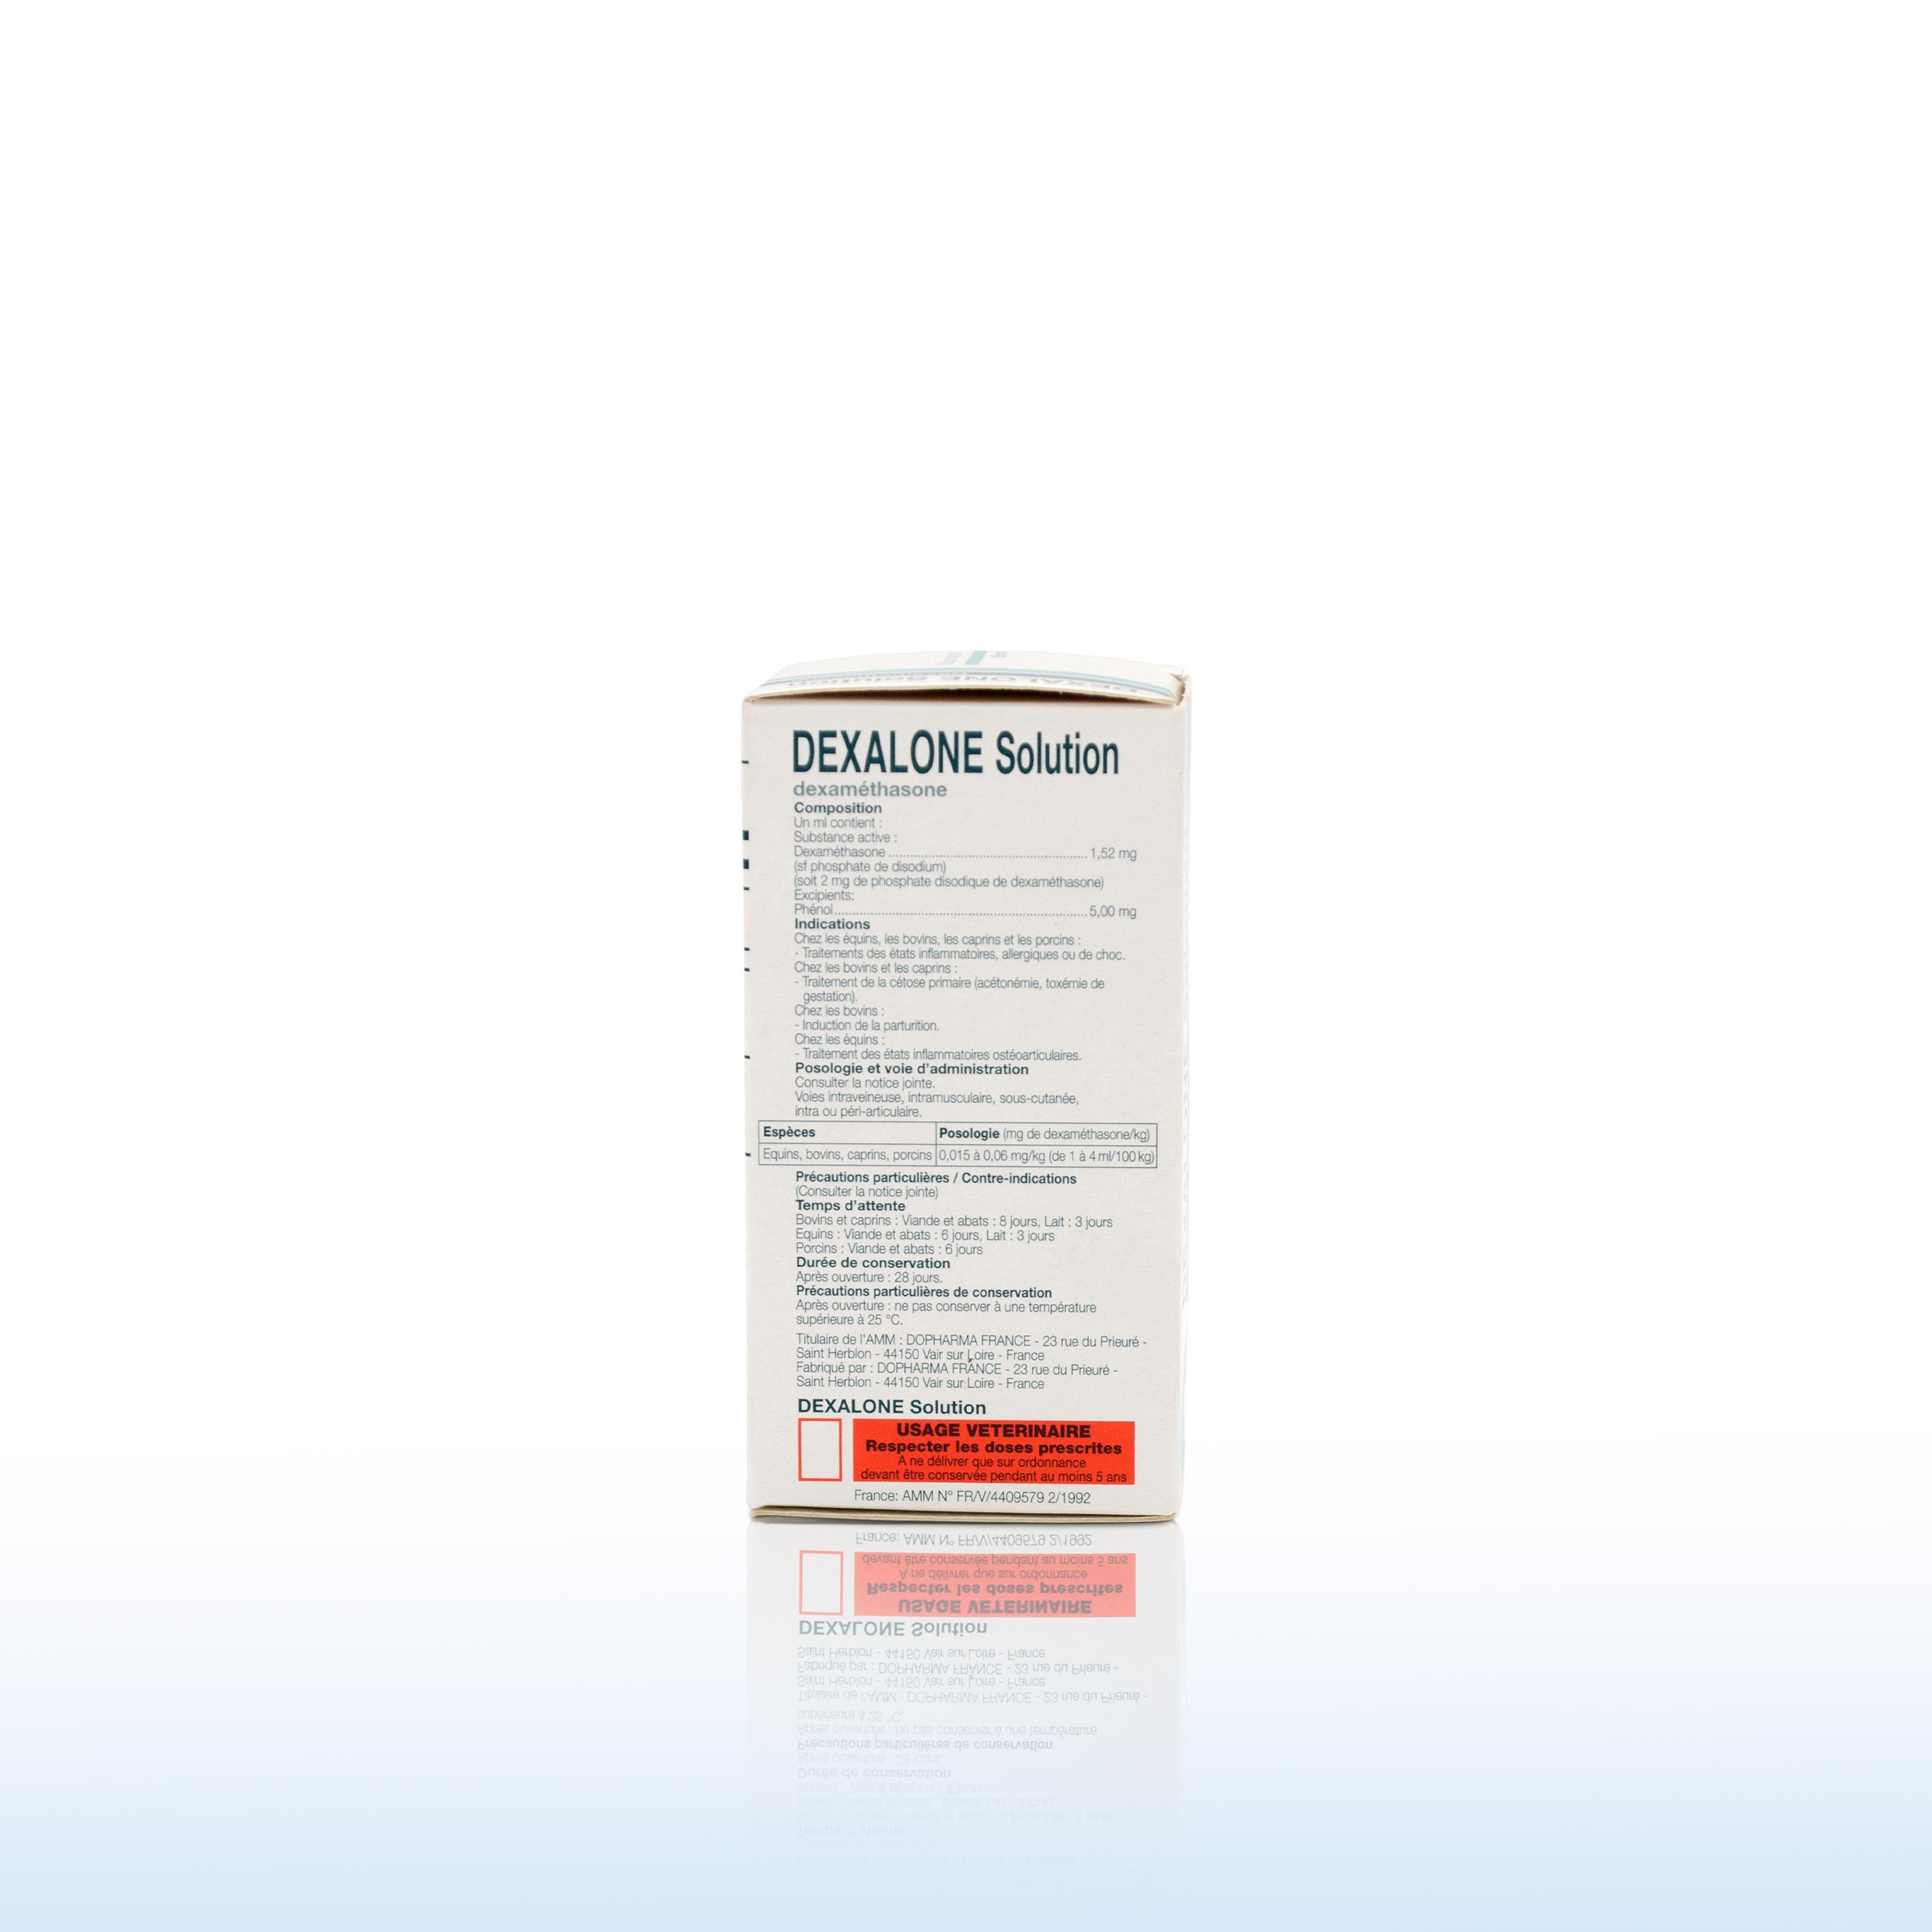 DEXALONE Solution
DEXALONE Solution
dexaméthasone
Composition
Un ml contient :
Substance active :
Dexaméthasone ........................................................ 1,52 mg
(sf phosphate de disodium)
(soit 2 mg de phosphate disodique de dexaméthasone)
Excipients:
Phénol........................................................................ 5,00 mg
Indications
Chez les équins, les bovins, les caprins et les porcins :
- Traitements des états inflammatoires, allergiques ou de choc.
Chez les bovins et les caprins :
- Traitement de la cétose primaire (acétonémie, toxémie de
gestation).
Chez les bovins :
- Induction de la parturition.
Chez les équins :
- Traitement des états inflammatoires ostéoarticulaires.
Posologie et voie d'administration
Consulter la notice jointe.
Voies intraveineuse, intramusculaire, sous-cutanée,
intra ou péri-articulaire.
Espèces Posologie (mg de dexaméthasone/kg)
Equins, bovins, caprins, porcins 0,015 à 0,06 mg/kg (de 1 à 4 ml/100 kg)
Précautions particulières / Contre-indications
(Consulter la notice jointe)
Temps d'attente
Bovins et caprins : Viande et abats : 8 jours, Lait : 3 jours
Equins : Viande et abats : 6 jours, Lait : 3 jours
Porcins : Viande et abats : 6 jours
Durée de conservation
Après ouverture : 28 jours.
Précautions particulières de conservation
Après ouverture : ne pas conserver à une température
supérieure à 25 °C.
Titulaire de l'AMM : DOPHARMA FRANCE - 23 rue du Prieuré -
Saint Herblon - 44150 Vair sur Loire - France
Fabriqué par : DOPHARMA FRANCE - 23 rue du Prieuré -
Saint Herblon - 44150 Vair sur Loire - France
DEXALONE Solution
USAGE VETERINAIRE
Respecter les doses prescrites
A ne délivrer que sur ordonnance
devant être conservée pendant au moins 5 ans
France: AMM N° FR/V/4409579 2/1992